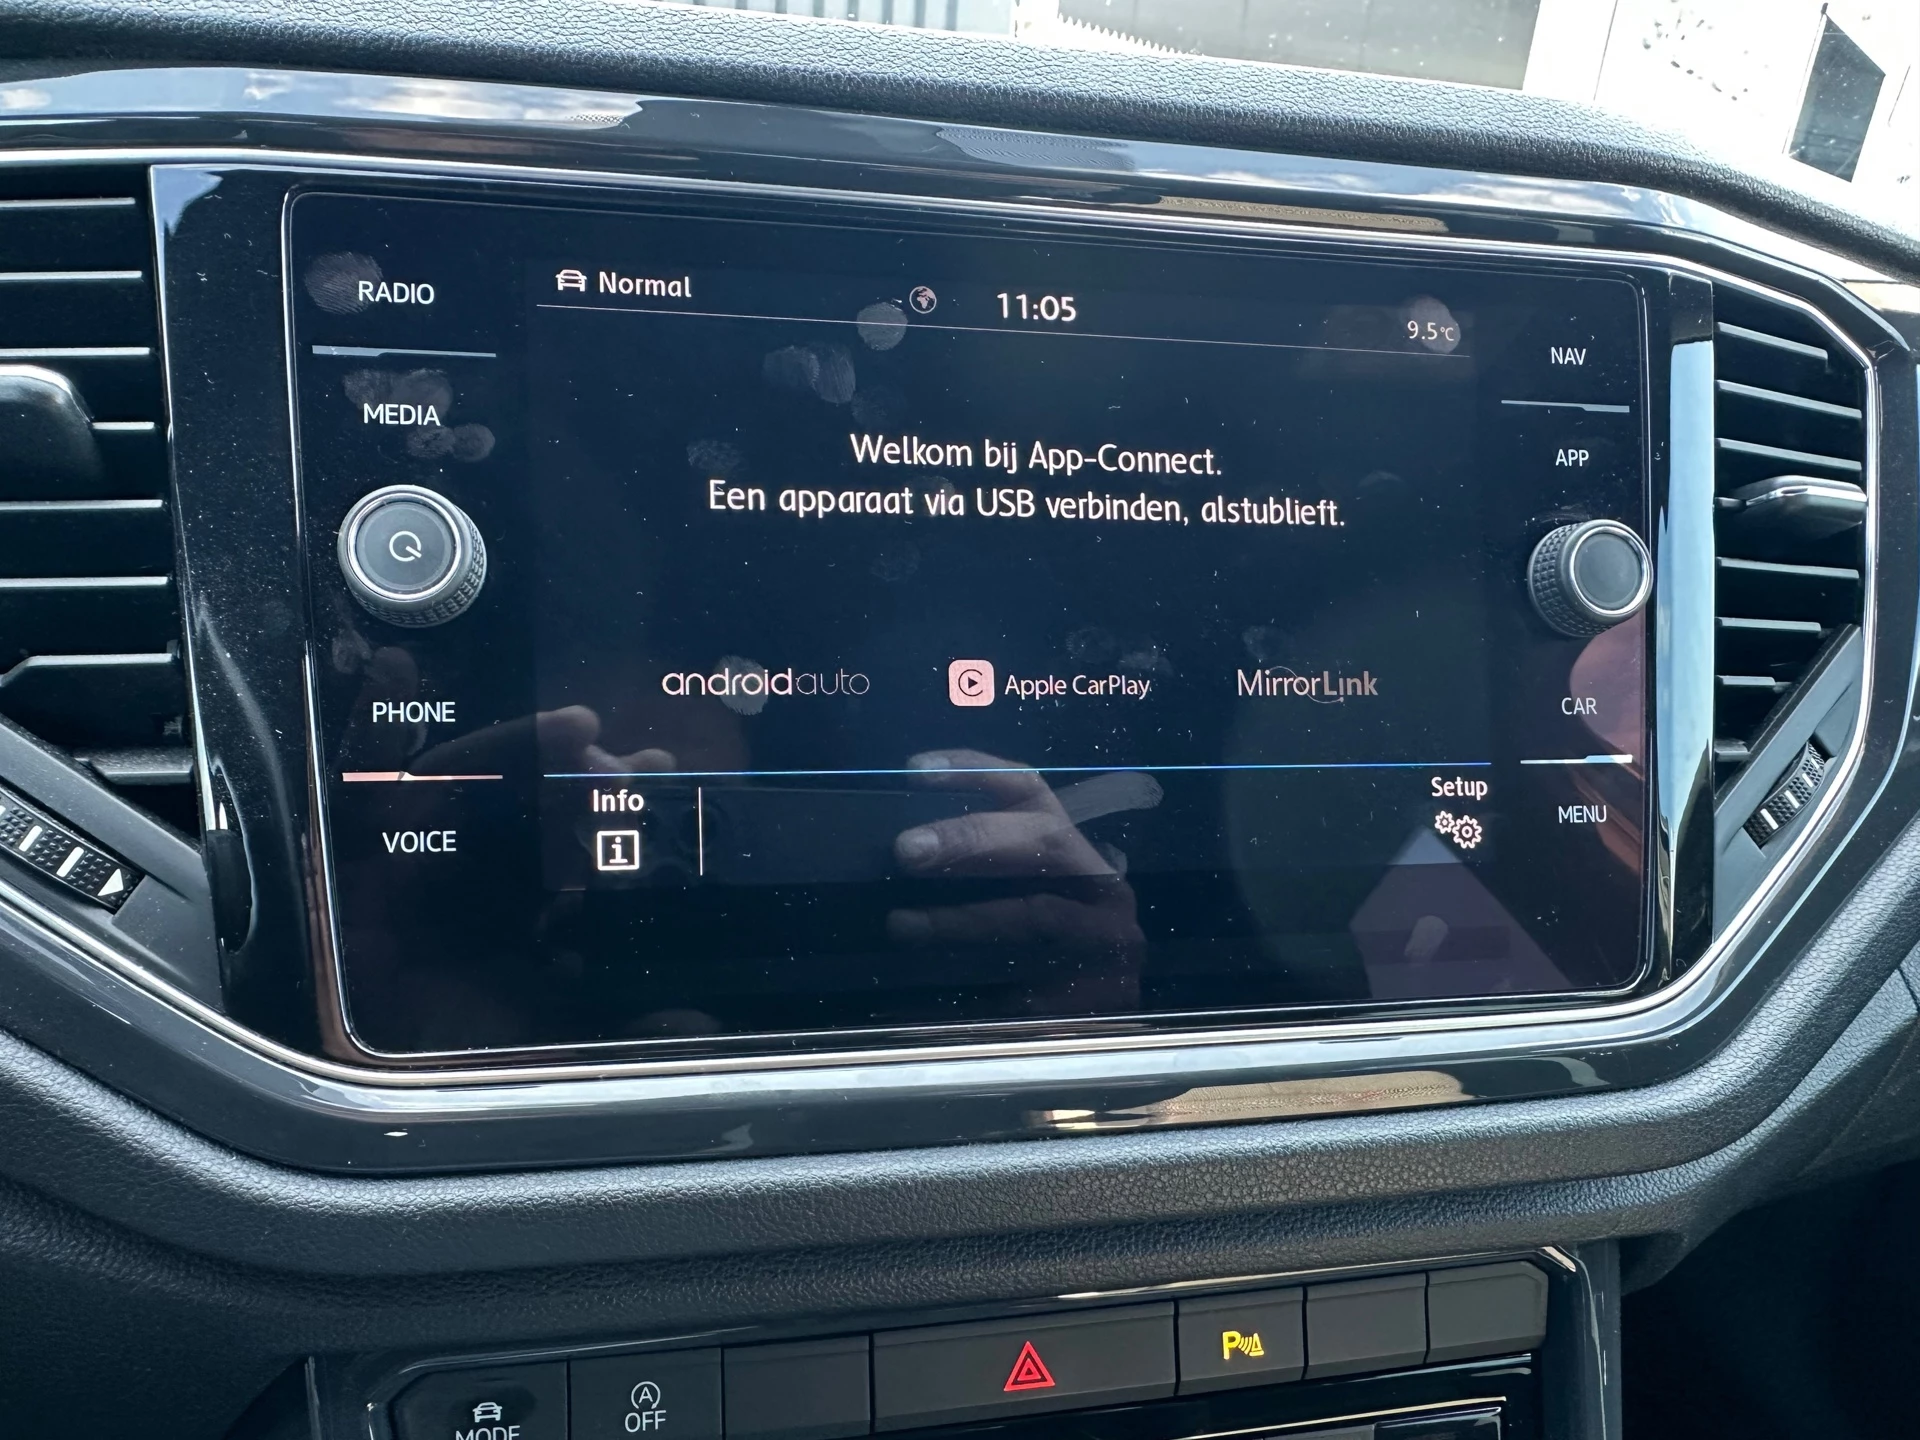 RADIO
MEDIA
PHONE
VOICE
Normal
11:05
9.5°C
Welkom bij App-Connect.
Een apparaat via USB verbinden, alstublieft.
androidauto
Apple CarPlay
MirrorLink
Info
i
Setup
NAV
APP
CAR
MENU
MODE
A
OFF
P